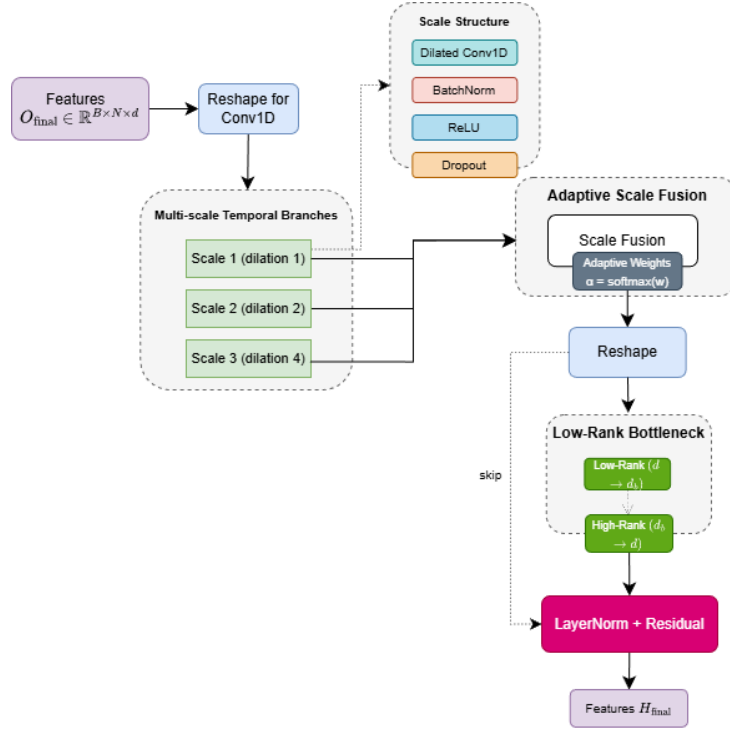 Scale Structure
Dilated Conv1D
BatchNorm
ReLU
Dropout
Features
O_final ∈ ℝ^{B×N×d}
Reshape for
Conv1D
Multi-scale Temporal Branches
Scale 1 (dilation 1)
Scale 2 (dilation 2)
Scale 3 (dilation 4)
Adaptive Scale Fusion
Scale Fusion
Adaptive Weights
α = softmax(w)
Reshape
skip
Low-Rank Bottleneck
Low-Rank (d
→ d_b)
High-Rank (d_b
→ d)
LayerNorm + Residual
Features H_final